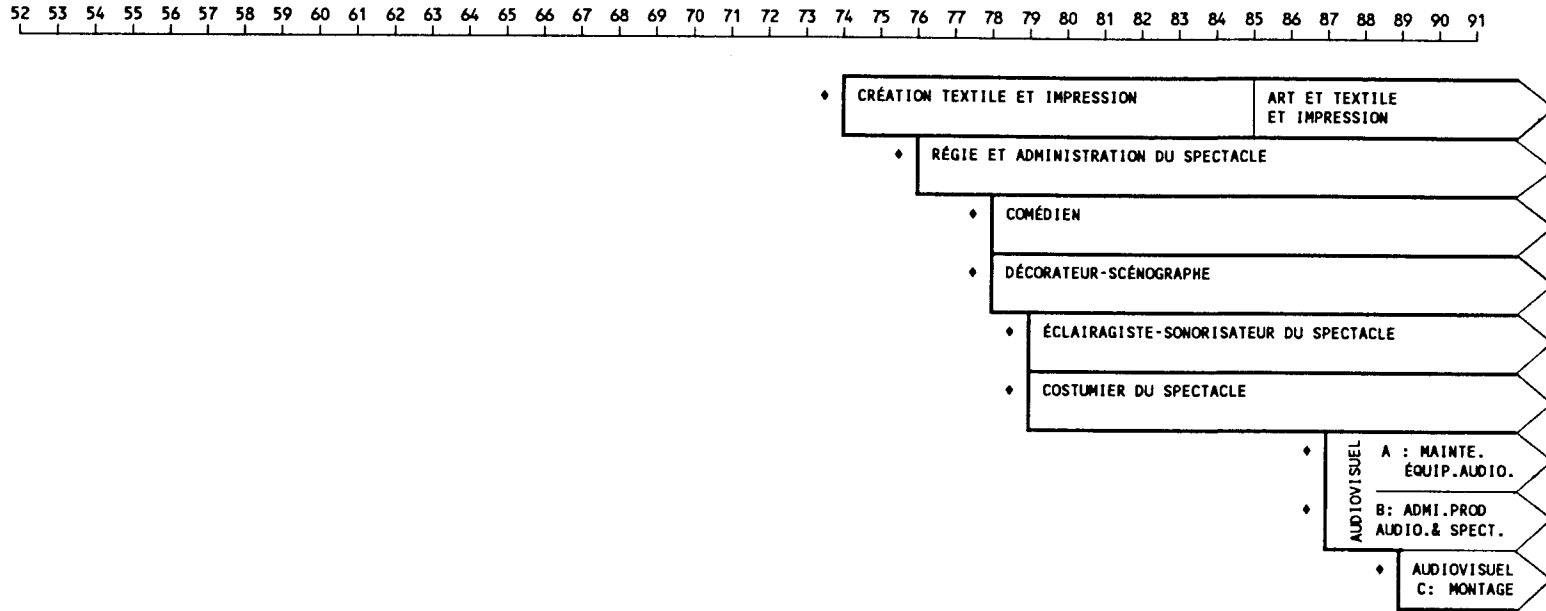 52 53 54 55 56 57 58 59 60 61 62 63 64 65 66 67 68 69 70 71 72 73 74 75 76 77 78 79 80 81 82 83 84 85 86 87 88 89 90 91
CRÉATION TEXTILE ET IMPRESSION
ART ET TEXTILE
ET IMPRESSION
RÉGIE ET ADMINISTRATION DU SPECTACLE
COMÉDIEN
DÉCORATEUR-SCÉNOGRAPHE
ÉCLAIRAGISTE-SONORISATEUR DU SPECTACLE
COSTUMIER DU SPECTACLE
AUDIOVISUEL
A : MAINTE.
ÉQUIP.AUDIO.
B: ADMI.PROD
AUDIO.& SPECT.
AUDIOVISUEL
C: MONTAGE